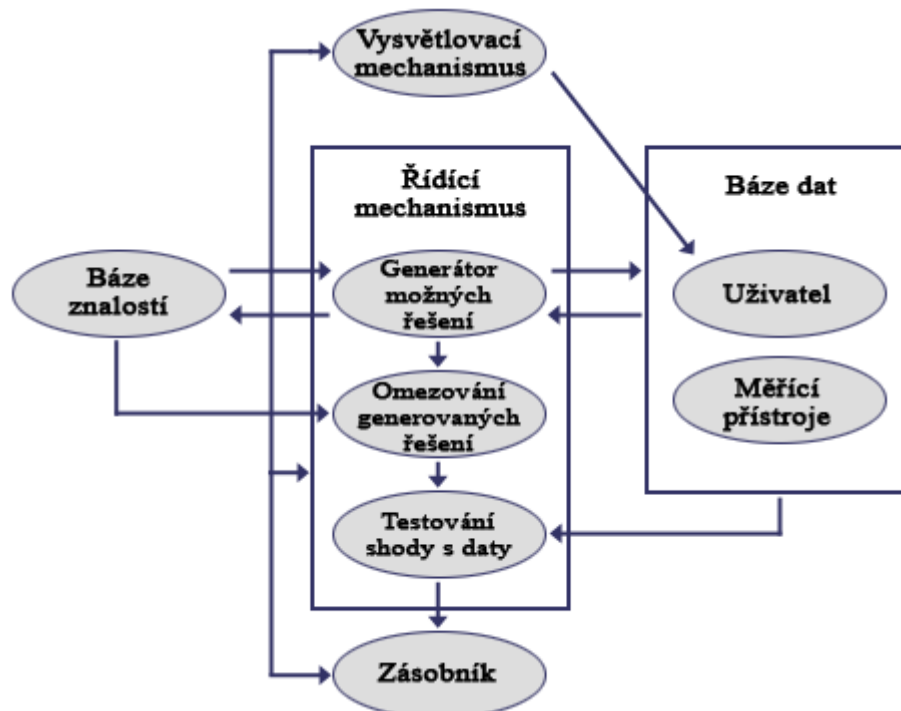 Vysvětlovací
mechanismus
Řídící
mechanismus
Báze dat
Báze
znalostí
Generátor
možných
řešení
Uživatel
Omezování
generovaných
řešení
Měřící
přístroje
Testování
shody s daty
Zásobník